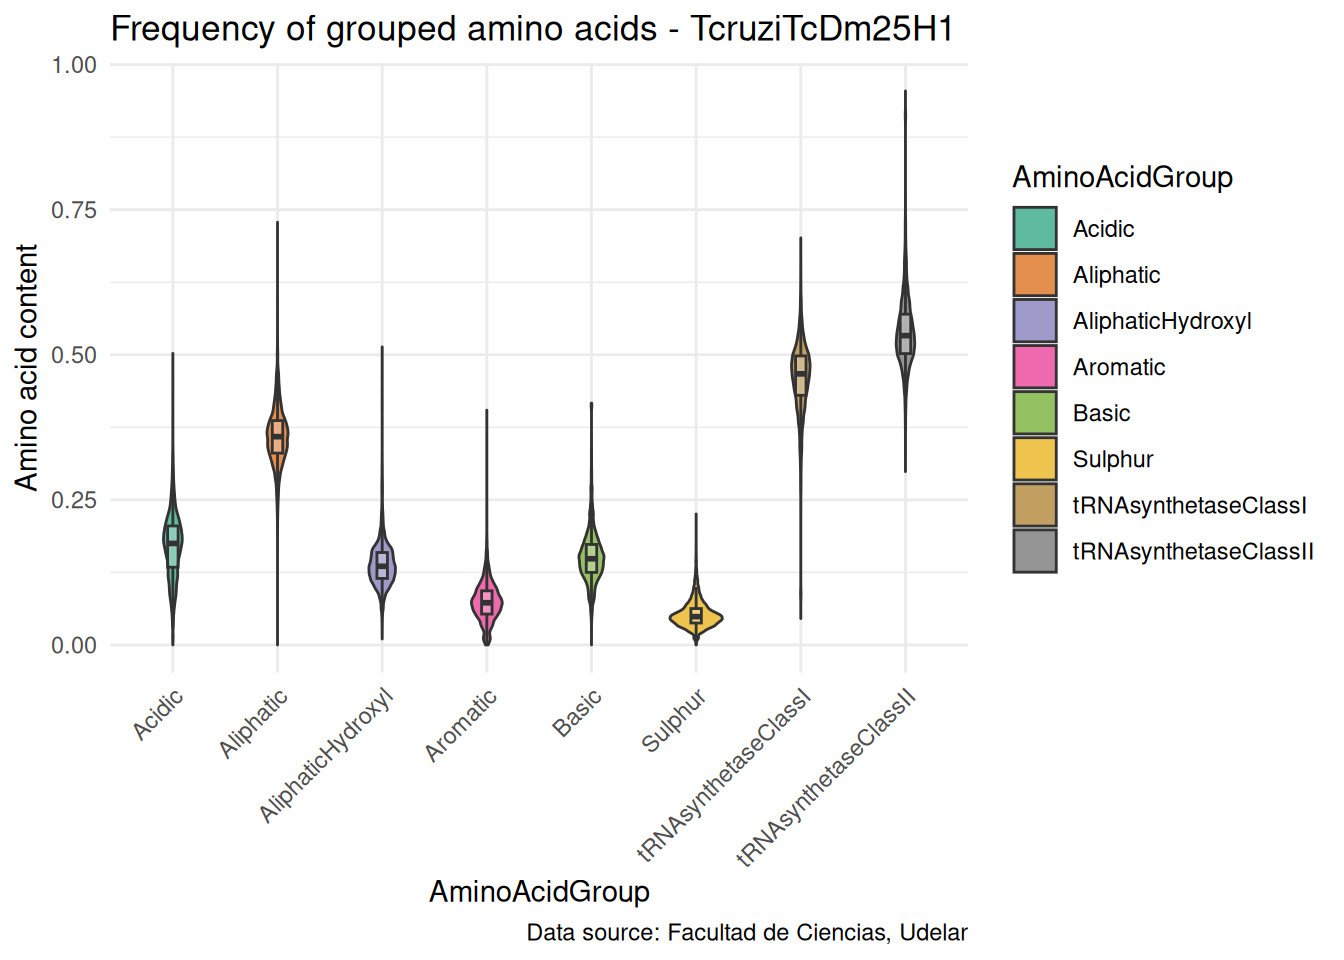 Frequency of grouped amino acids - TcruziTcDm25H1
1.00
0.75
0.50
0.25
0.00
Amino acid content
Acidic
Aliphatic
AliphaticHydroxyl
Aromatic
Basic
Sulphur
tRNAsynthetaseClassI
tRNAsynthetaseClassII
AminoAcidGroup
Data source: Facultad de Ciencias, Udelar
AminoAcidGroup
Acidic
Aliphatic
AliphaticHydroxyl
Aromatic
Basic
Sulphur
tRNAsynthetaseClassI
tRNAsynthetaseClassII